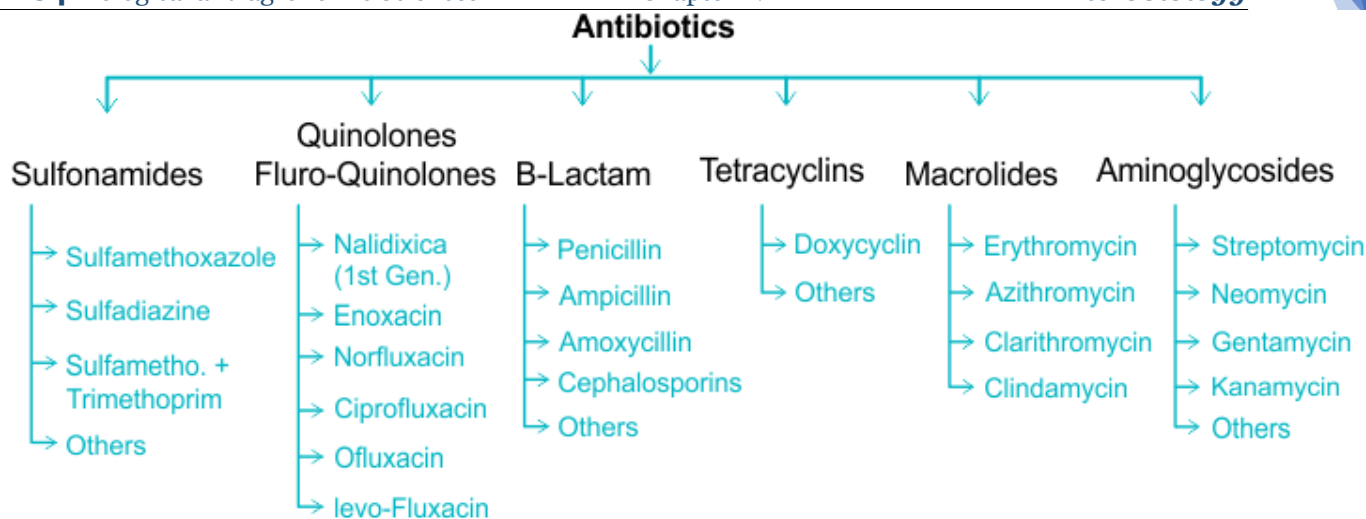 Antibiotics
Sulfonamides
Sulfamethoxazole
Sulfadiazine
Sulfametho. +
Trimethoprim
Others
Quinolones
Fluro-Quinolones
Nalidixica
(1st Gen.)
Enoxacin
Norfluxacin
Ciprofluxacin
Ofluxacin
levo-Fluxacin
B-Lactam
Penicillin
Ampicillin
Amoxycillin
Cephalosporins
Others
Tetracyclins
Doxycyclin
Others
Macrolides
Erythromycin
Azithromycin
Clarithromycin
Clindamycin
Aminoglycosides
Streptomycin
Neomycin
Gentamycin
Kanamycin
Others